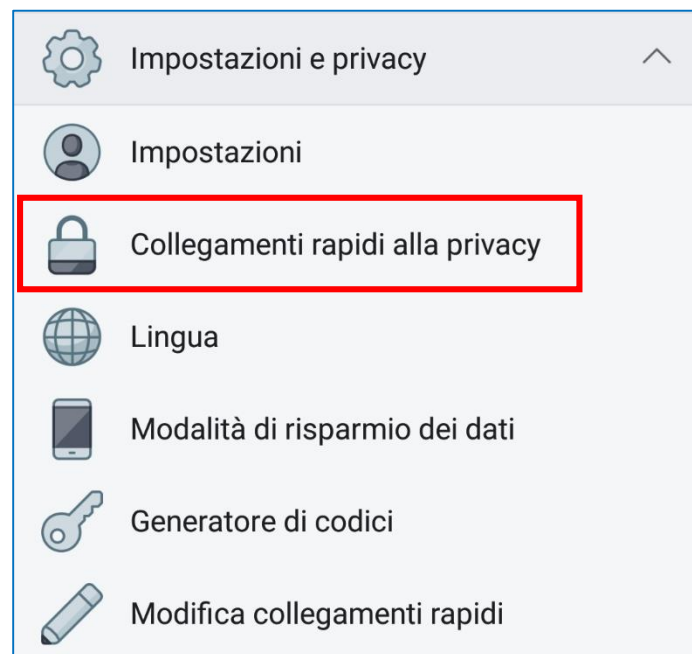 Impostazioni e privacy
Impostazioni
Collegamenti rapidi alla privacy
Lingua
Modalità di risparmio dei dati
Generatore di codici
Modifica collegamenti rapidi